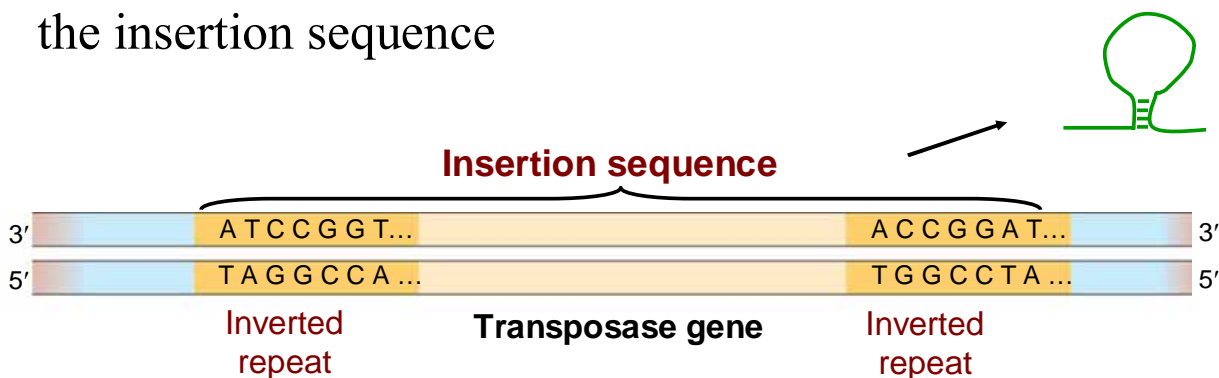 the insertion sequence
Insertion sequence
3′ A T C C G G T... A C C G G A T... 3′
5′ T A G G C C A ... T G G C C T A ... 5′
Inverted repeat
Transposase gene
Inverted repeat